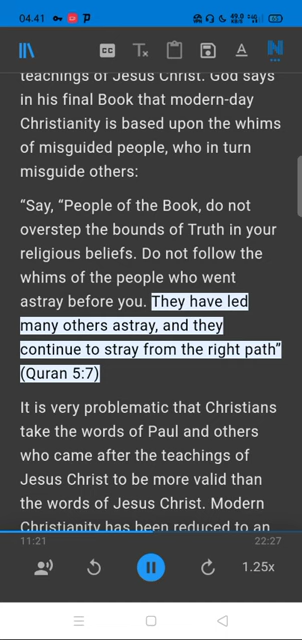 04.41
CC
teachings of Jesus Christ. God says
in his final Book that modern-day
Christianity is based upon the whims
of misguided people, who in turn
misguide others:
“Say, “People of the Book, do not
overstep the bounds of Truth in your
religious beliefs. Do not follow the
whims of the people who went
astray before you. They have led
many others astray, and they
continue to stray from the right path”
(Quran 5:7)
It is very problematic that Christians
take the words of Paul and others
who came after the teachings of
Jesus Christ to be more valid than
the words of Jesus Christ. Modern
Christianity has been reduced to an
11:21
22:27
1.25x